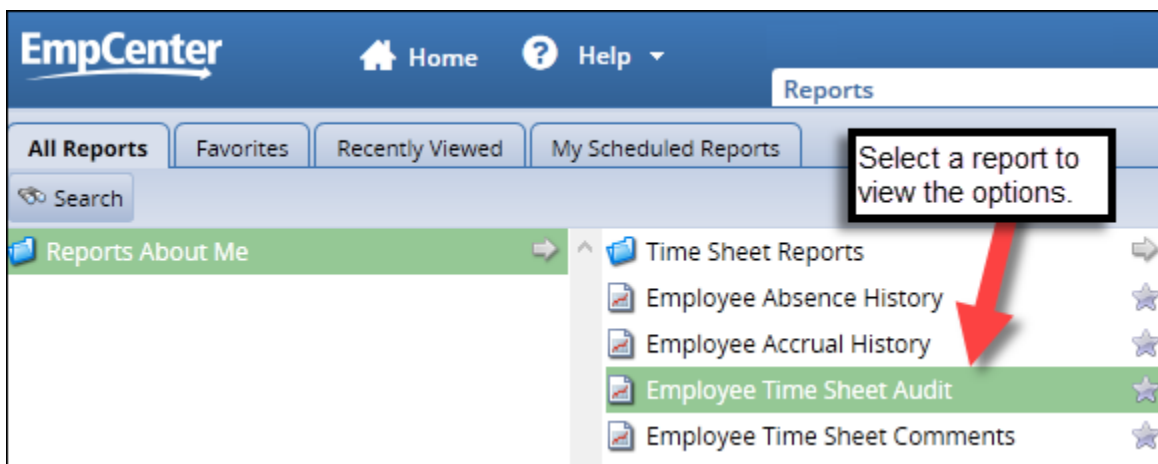 EmpCenter
Home
Help
Reports
All Reports
Favorites
Recently Viewed
My Scheduled Reports
Select a report to
view the options.
Search
Reports About Me
Time Sheet Reports
Employee Absence History
Employee Accrual History
Employee Time Sheet Audit
Employee Time Sheet Comments